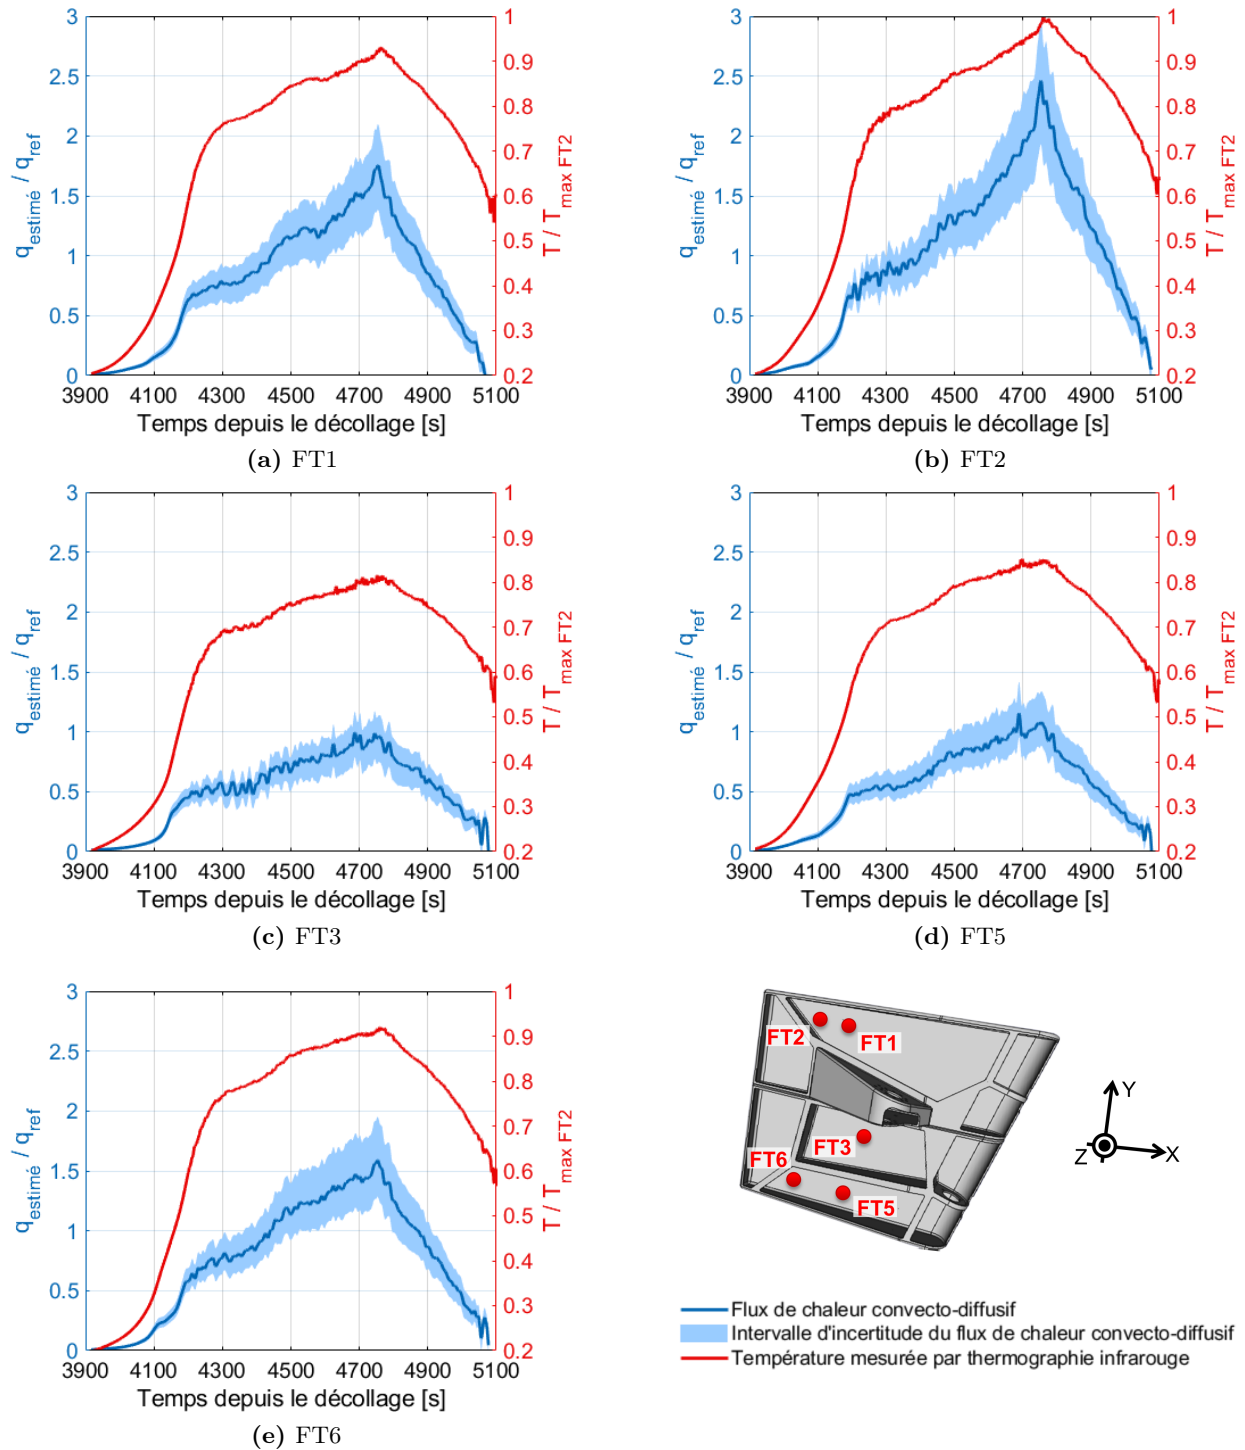 3
2.5
2
1.5
1
0.5
0
q_estimé / q_ref
1
0.9
0.8
0.7
0.6
0.5
0.4
0.3
0.2
T / T_max FT2
3900 4100 4300 4500 4700 4900 5100
Temps depuis le décollage [s]
(a) FT1
3
2.5
2
1.5
1
0.5
0
q_estimé / q_ref
1
0.9
0.8
0.7
0.6
0.5
0.4
0.3
0.2
T / T_max FT2
3900 4100 4300 4500 4700 4900 5100
Temps depuis le décollage [s]
(b) FT2
3
2.5
2
1.5
1
0.5
0
q_estimé / q_ref
1
0.9
0.8
0.7
0.6
0.5
0.4
0.3
0.2
T / T_max FT2
3900 4100 4300 4500 4700 4900 5100
Temps depuis le décollage [s]
(c) FT3
3
2.5
2
1.5
1
0.5
0
q_estimé / q_ref
1
0.9
0.8
0.7
0.6
0.5
0.4
0.3
0.2
T / T_max FT2
3900 4100 4300 4500 4700 4900 5100
Temps depuis le décollage [s]
(d) FT5
3
2.5
2
1.5
1
0.5
0
q_estimé / q_ref
1
0.9
0.8
0.7
0.6
0.5
0.4
0.3
0.2
T / T_max FT2
3900 4100 4300 4500 4700 4900 5100
Temps depuis le décollage [s]
(e) FT6
FT2
FT1
FT3
FT6
FT5
Y
Z
X
Flux de chaleur convecto-diffusif
Intervalle d'incertitude du flux de chaleur convecto-diffusif
Température mesurée par thermographie infrarouge